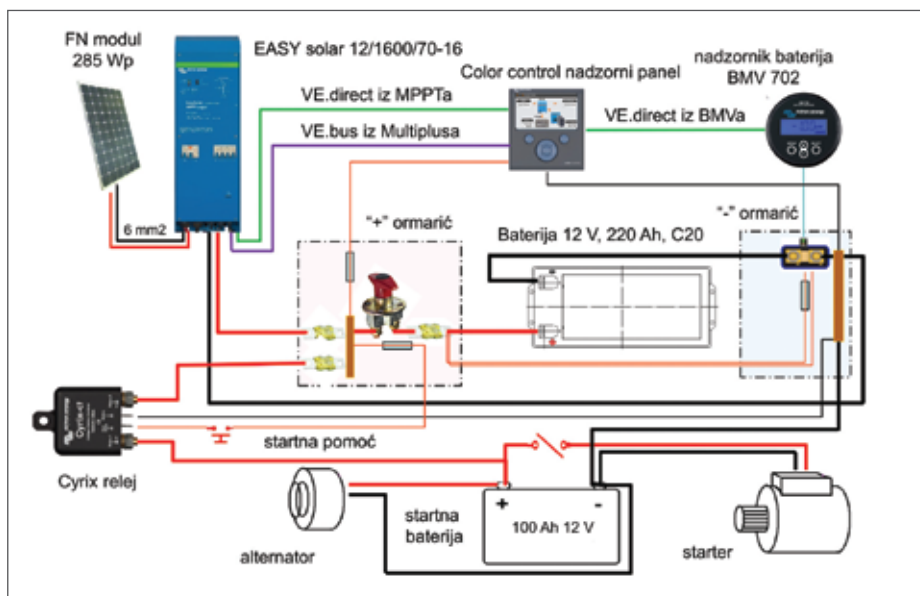 FN modul
285 Wp
EASY solar 12/1600/70-16
Color control nadzorni panel
nadzornik baterija
BMV 702
VE.direct iz MPPTa
VE.direct iz BMVa
VE.bus iz Multiplusa
6 mm2
"+" ormarić
Baterija 12 V, 220 Ah, C20
"-" ormarić
Cyrix-ct
startna pomoć
Cyrix relej
alternator
startna
baterija
+ -
100 Ah 12 V
starter